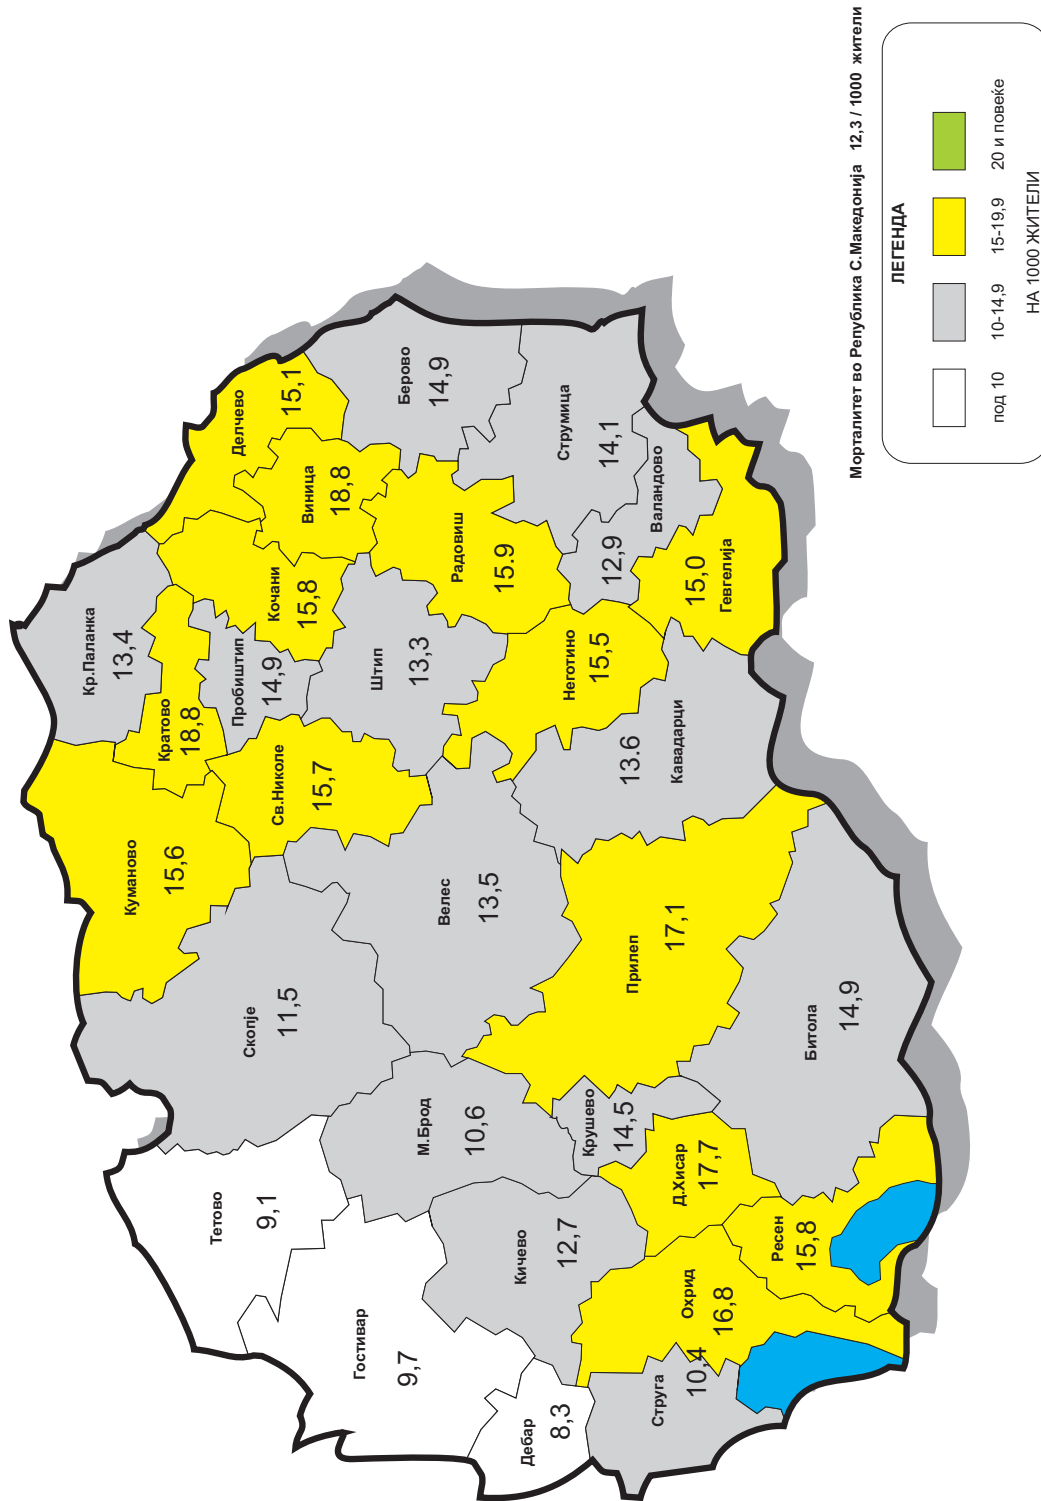 Кр.Паланка
13,4
Куманово
15,6
Кратово
18,8
Делчево
15,1
Пробиштип
14,9
Кочани
15,8
Виница
18,8
Берово
14,9
Св.Николе
15,7
Штип
13,3
Скопје
11,5
Тетово
9,1
Велес
13,5
Радовиш
15.9
Струмица
14,1
Гостивар
9,7
М.Брод
10,6
Неготино
15,5
12,9
Валандово
Кичево
12,7
Дебар
8,3
Крушево
14,5
Прилеп
17,1
13.6
Кавадарци
15,0
Гевгелија
Струга
10,4
Охрид
16,8
Д.Хисар
17,7
Ресен
15,8
Битола
14,9
Морталитет во Република С.Македонија 12,3 / 1000 жители
ЛЕГЕНДА
под 10
10-14,9
15-19,9
20 и повеќе
НА 1000 ЖИТЕЛИ